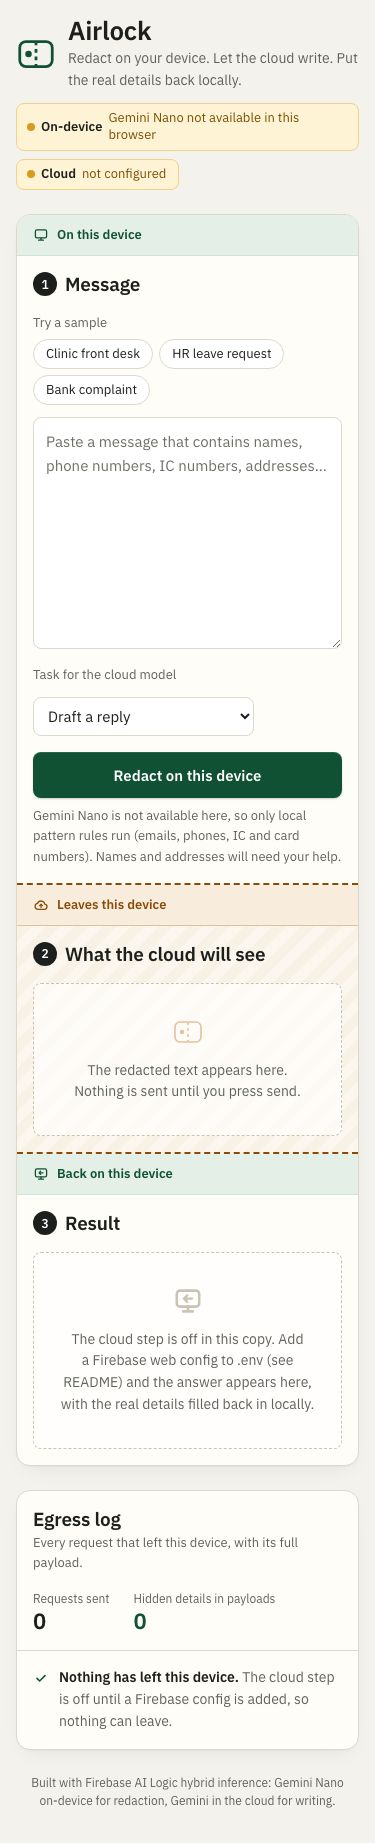 Airlock
Redact on your device. Let the cloud write. Put
the real details back locally.
On-device Gemini Nano not available in this
browser
Cloud not configured
On this device
1 Message
Try a sample
Clinic front desk HR leave request
Bank complaint
Paste a message that contains names,
phone numbers, IC numbers, addresses...
Task for the cloud model
Draft a reply
Redact on this device
Gemini Nano is not available here, so only local
pattern rules run (emails, phones, IC and card
numbers). Names and addresses will need your help.
Leaves this device
2 What the cloud will see
The redacted text appears here.
Nothing is sent until you press send.
Back on this device
3 Result
The cloud step is off in this copy. Add
a Firebase web config to .env (see
README) and the answer appears here,
with the real details filled back in locally.
Egress log
Every request that left this device, with its full
payload.
Requests sent Hidden details in payloads
0 0
Nothing has left this device. The cloud step
is off until a Firebase config is added, so
nothing can leave.
Built with Firebase AI Logic hybrid inference: Gemini Nano
on-device for redaction, Gemini in the cloud for writing.